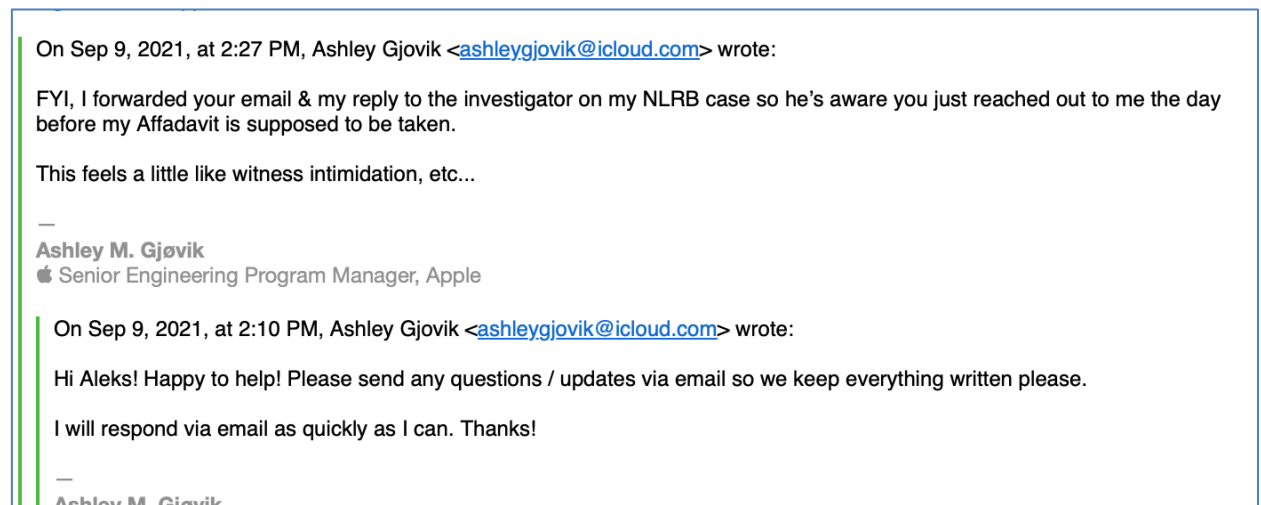 On Sep 9, 2021, at 2:27 PM, Ashley Gjovik <ashleygjovik@icloud.com> wrote:
FYI, I forwarded your email & my reply to the investigator on my NLRB case so he’s aware you just reached out to me the day
before my Affadavit is supposed to be taken.
This feels a little like witness intimidation, etc...
—
Ashley M. Gjøvik
Senior Engineering Program Manager, Apple
On Sep 9, 2021, at 2:10 PM, Ashley Gjovik <ashleygjovik@icloud.com> wrote:
Hi Aleks! Happy to help! Please send any questions / updates via email so we keep everything written please.
I will respond via email as quickly as I can. Thanks!
—
Ashley M. Gjøvik